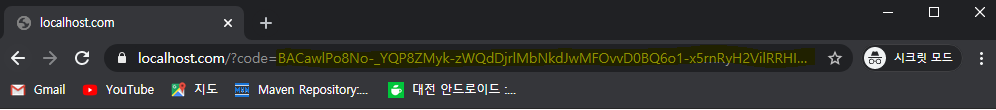 localhost.com
localhost.com/?code=BACawlPo8No-_YQP8ZMyk-zWQdDjrlMbNkdJwMFOvvD0BQ6o1-x5rnRyH2VilRRHI... 시크릿 모드
Gmail YouTube 지도 Maven Repository:... 대전 안드로이드 :...